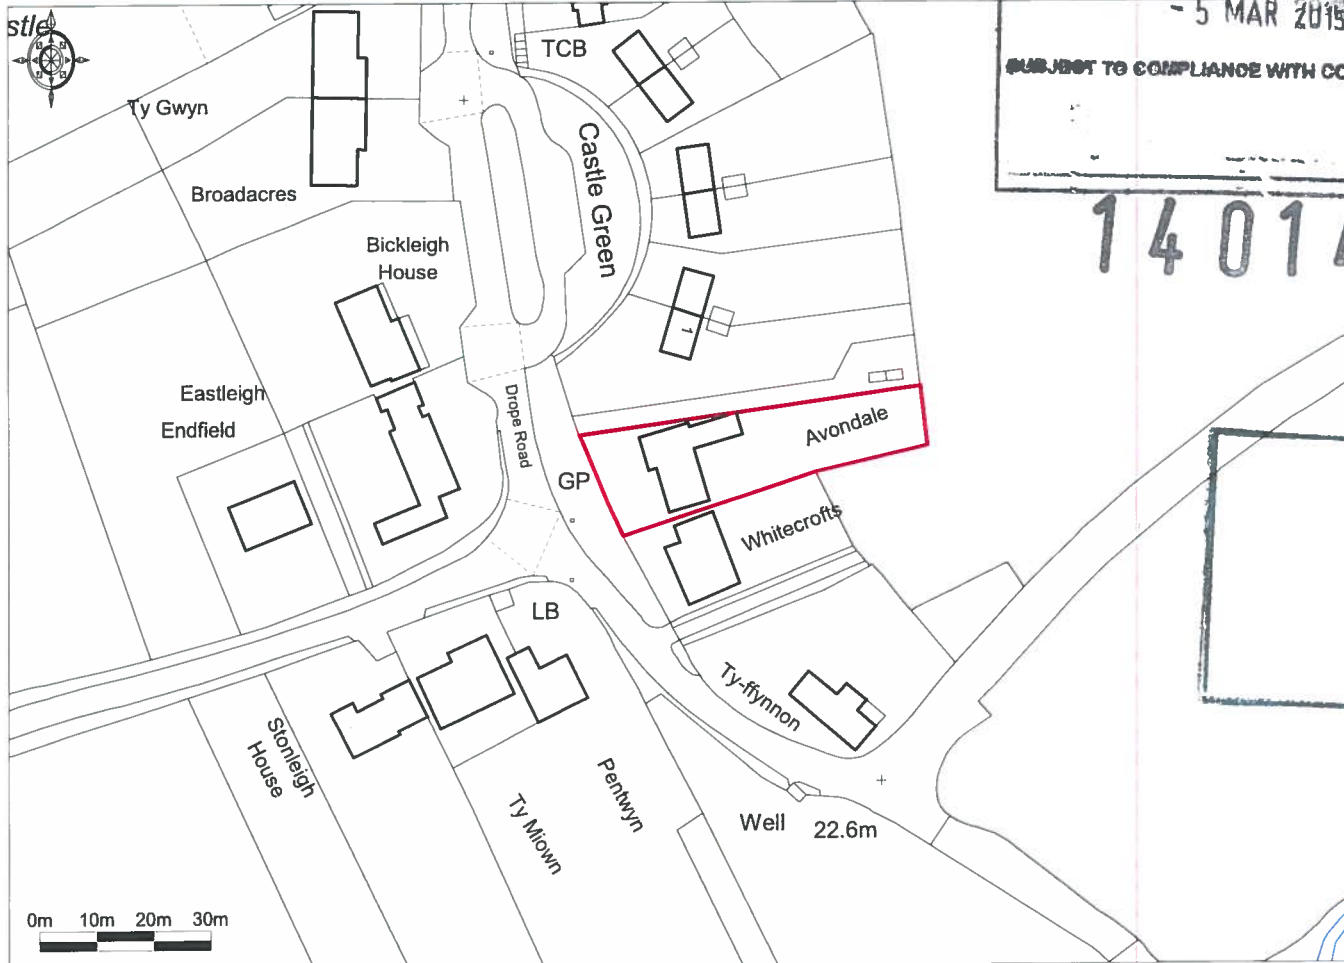 stle
TCB
- 5 MAR 2015
SUBJECT TO COMPLIANCE WITH CO
Ty Gwyn
Castle Green
Broadacres
1401
Bickleigh
House
1
Eastleigh
Endfield
Drope Road
Avondale
GP
Whitecrofts
LB
Ty-ffynnon
Stonleigh
House
Pentwyn
Ty Miown
Well 22.6m
0m 10m 20m 30m